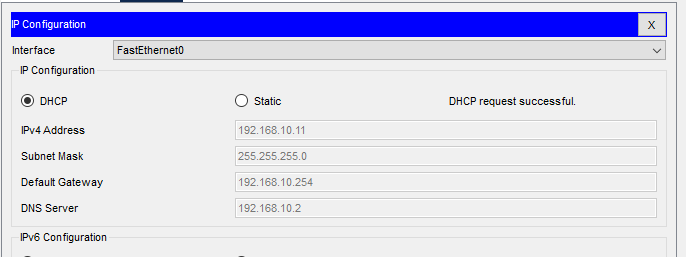 IP Configuration X
Interface FastEthernet0
IP Configuration
DHCP Static DHCP request successful.
IPv4 Address 192.168.10.11
Subnet Mask 255.255.255.0
Default Gateway 192.168.10.254
DNS Server 192.168.10.2
IPv6 Configuration